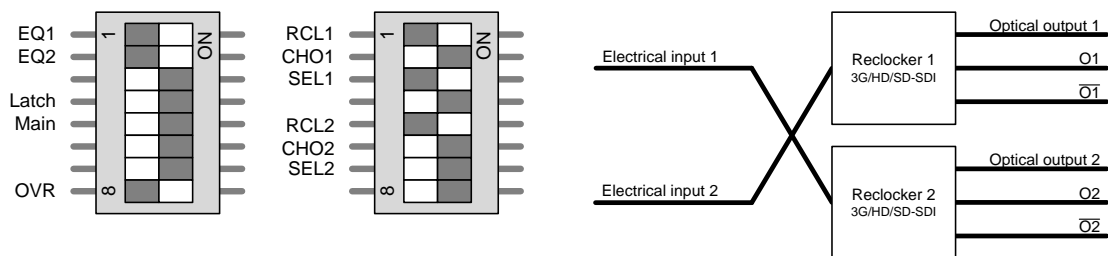 EQ1
EQ2
Latch
Main
OVR
1
8
ON
RCL1
CHO1
SEL1
RCL2
CHO2
SEL2
1
8
ON
Electrical input 1
Electrical input 2
Reclocker 1
3G/HD/SD-SDI
Optical output 1
O1
O1
Reclocker 2
3G/HD/SD-SDI
Optical output 2
O2
O2